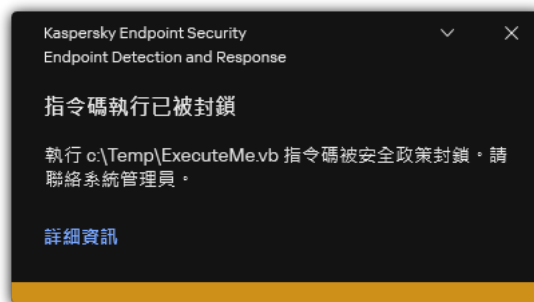 Kaspersky Endpoint Security
Endpoint Detection and Response
指令碼執行已被封鎖
執行 c:\Temp\ExecuteMe.vb 指令碼被安全政策封鎖。請
聯絡系統管理員。
詳細資訊